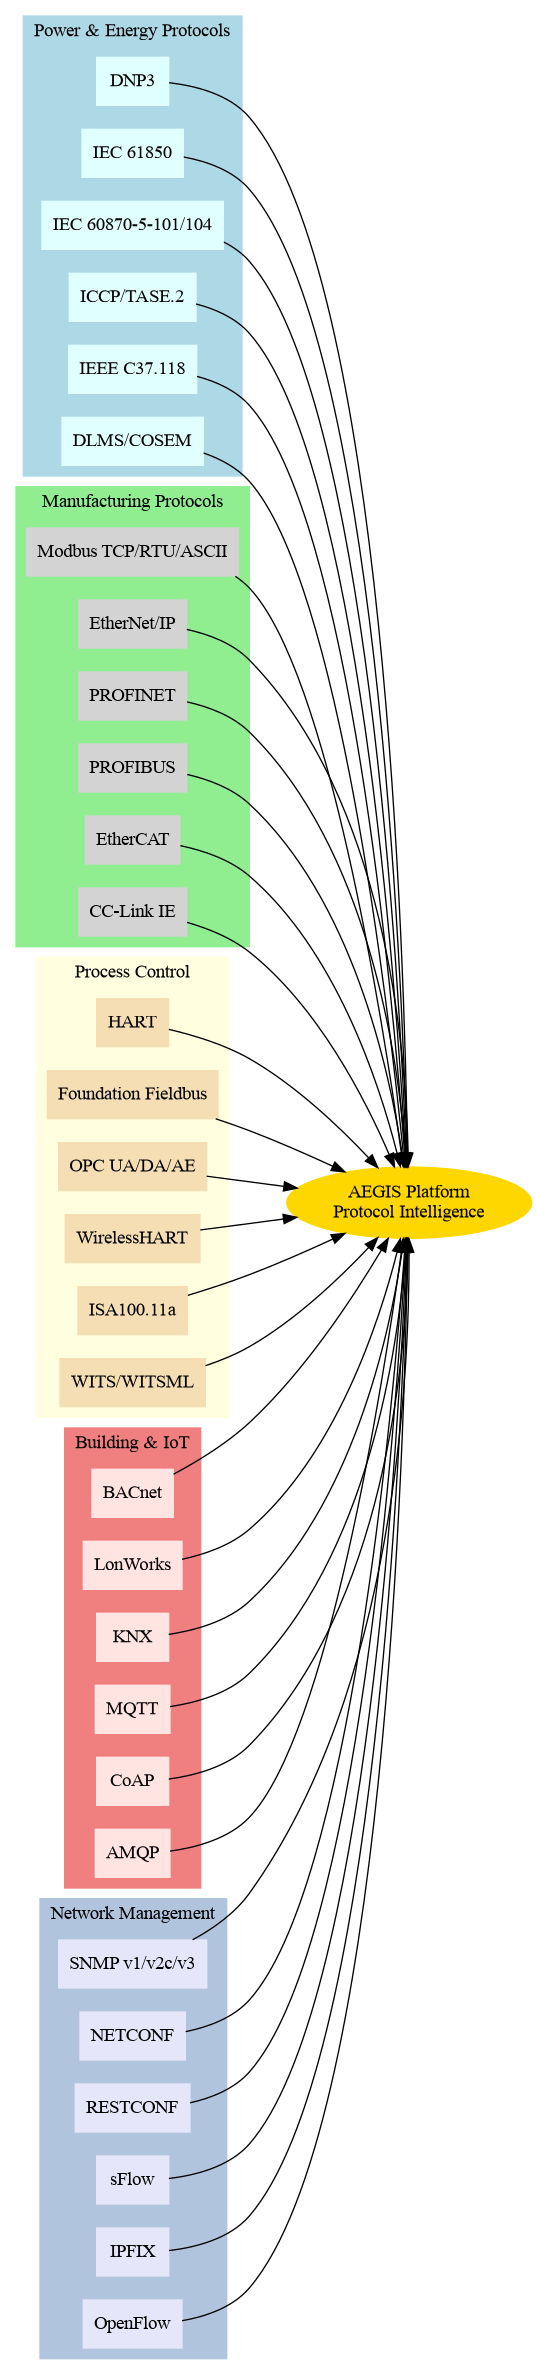 Power & Energy Protocols
DNP3
IEC 61850
IEC 60870-5-101/104
ICCP/TASE.2
IEEE C37.118
DLMS/COSEM
Manufacturing Protocols
Modbus TCP/RTU/ASCII
EtherNet/IP
PROFINET
PROFIBUS
EtherCAT
CC-Link IE
Process Control
HART
Foundation Fieldbus
OPC UA/DA/AE
WirelessHART
ISA100.11a
WITS/WITSML
AEGIS Platform
Protocol Intelligence
Building & IoT
BACnet
LonWorks
KNX
MQTT
CoAP
AMQP
Network Management
SNMP v1/v2c/v3
NETCONF
RESTCONF
sFlow
IPFIX
OpenFlow